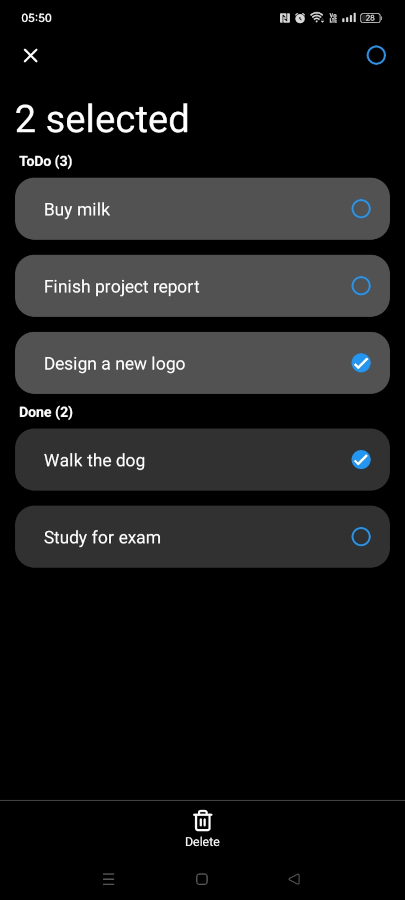 05:50
28
2 selected
ToDo (3)
Buy milk
Finish project report
Design a new logo
Done (2)
Walk the dog
Study for exam
Delete